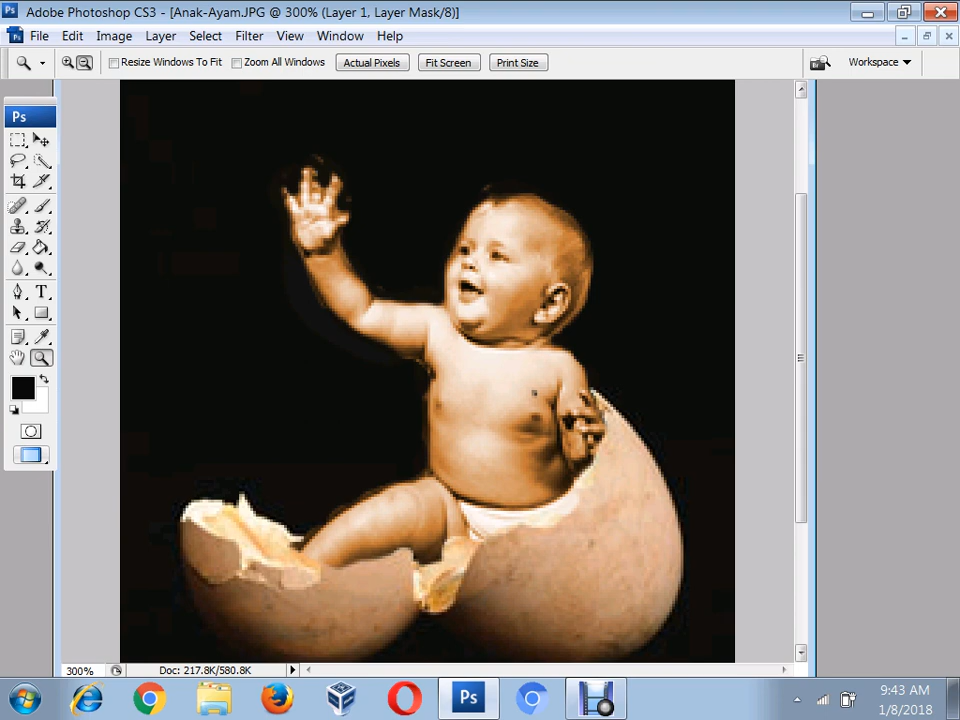 Adobe Photoshop CS3 - [Anak-Ayam.JPG @ 300% (Layer 1, Layer Mask/8)]
File Edit Image Layer Select Filter View Window Help
Resize Windows To Fit Zoom All Windows Actual Pixels Fit Screen Print Size Workspace
Ps
T
300% Doc: 217.8K/580.8K
Ps
9:43 AM
1/8/2018